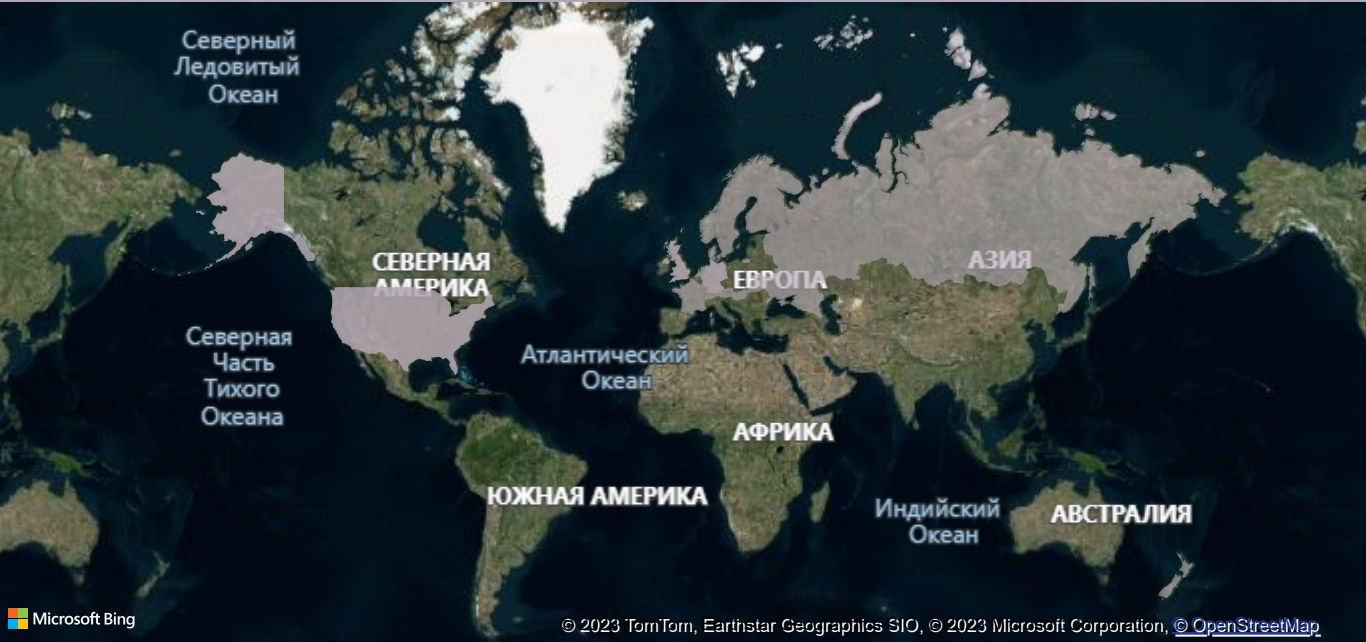 Северный
Ледовитый
Океан
СЕВЕРНАЯ
АМЕРИКА
ЕВРОПА
АЗИЯ
Северная
Часть
Тихого
Океана
Атлантический
Океан
АФРИКА
ЮЖНАЯ АМЕРИКА
Индийский
Океан
АВСТРАЛИЯ
Microsoft Bing
© 2023 TomTom, Earthstar Geographics SIO, © 2023 Microsoft Corporation, © OpenStreetMap